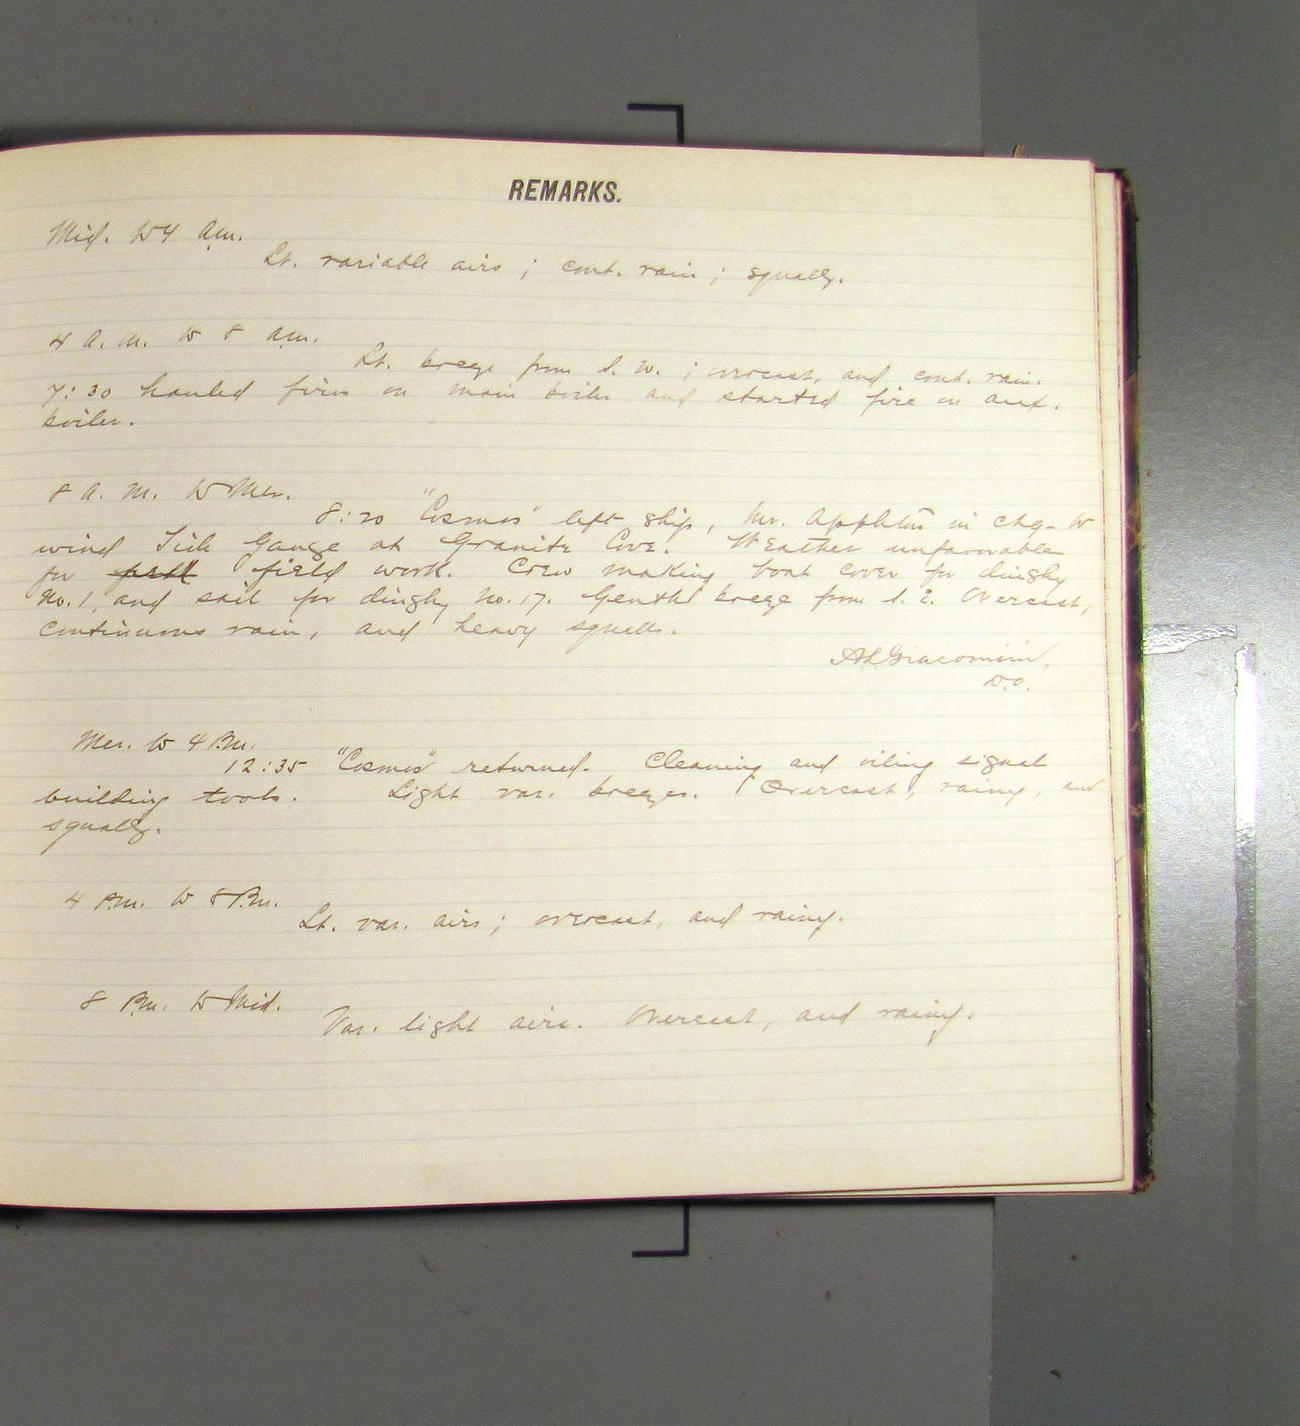 REMARKS.
Mid. to 4 a.m.
Lt. variable airs; cont. rain; squally.
4 A.M. to 8 a.m.
Lt. breeze from S. W.; overcast, and cont. rain.
7:30 hauled fires on main boiler and started fire on aux.
boiler.
8 A.M. to Mer.
8:20 "Cosmos" left ship, Mr. Appleton in chg. to
wind Tide Gauge at Granite Cove. Weather unfavorable
for field work. Crew making boat cover for dinghy
No. 1, and sail for dinghy No. 17. Gentle breeze from S. E. Overcast,
continuous rain, and heavy squalls.
Giacomini,
D.O.
Mer. to 4 P.M.
12:35 "Cosmos" returned. Cleaning and oiling signal
building tools. Light var. breezes. Overcast, rainy, and
squally.
4 P.M. to 8 P.M.
Lt. var. airs; overcast, and rainy.
8 P.M. to Mid.
Var. light airs. Overcast, and rainy.